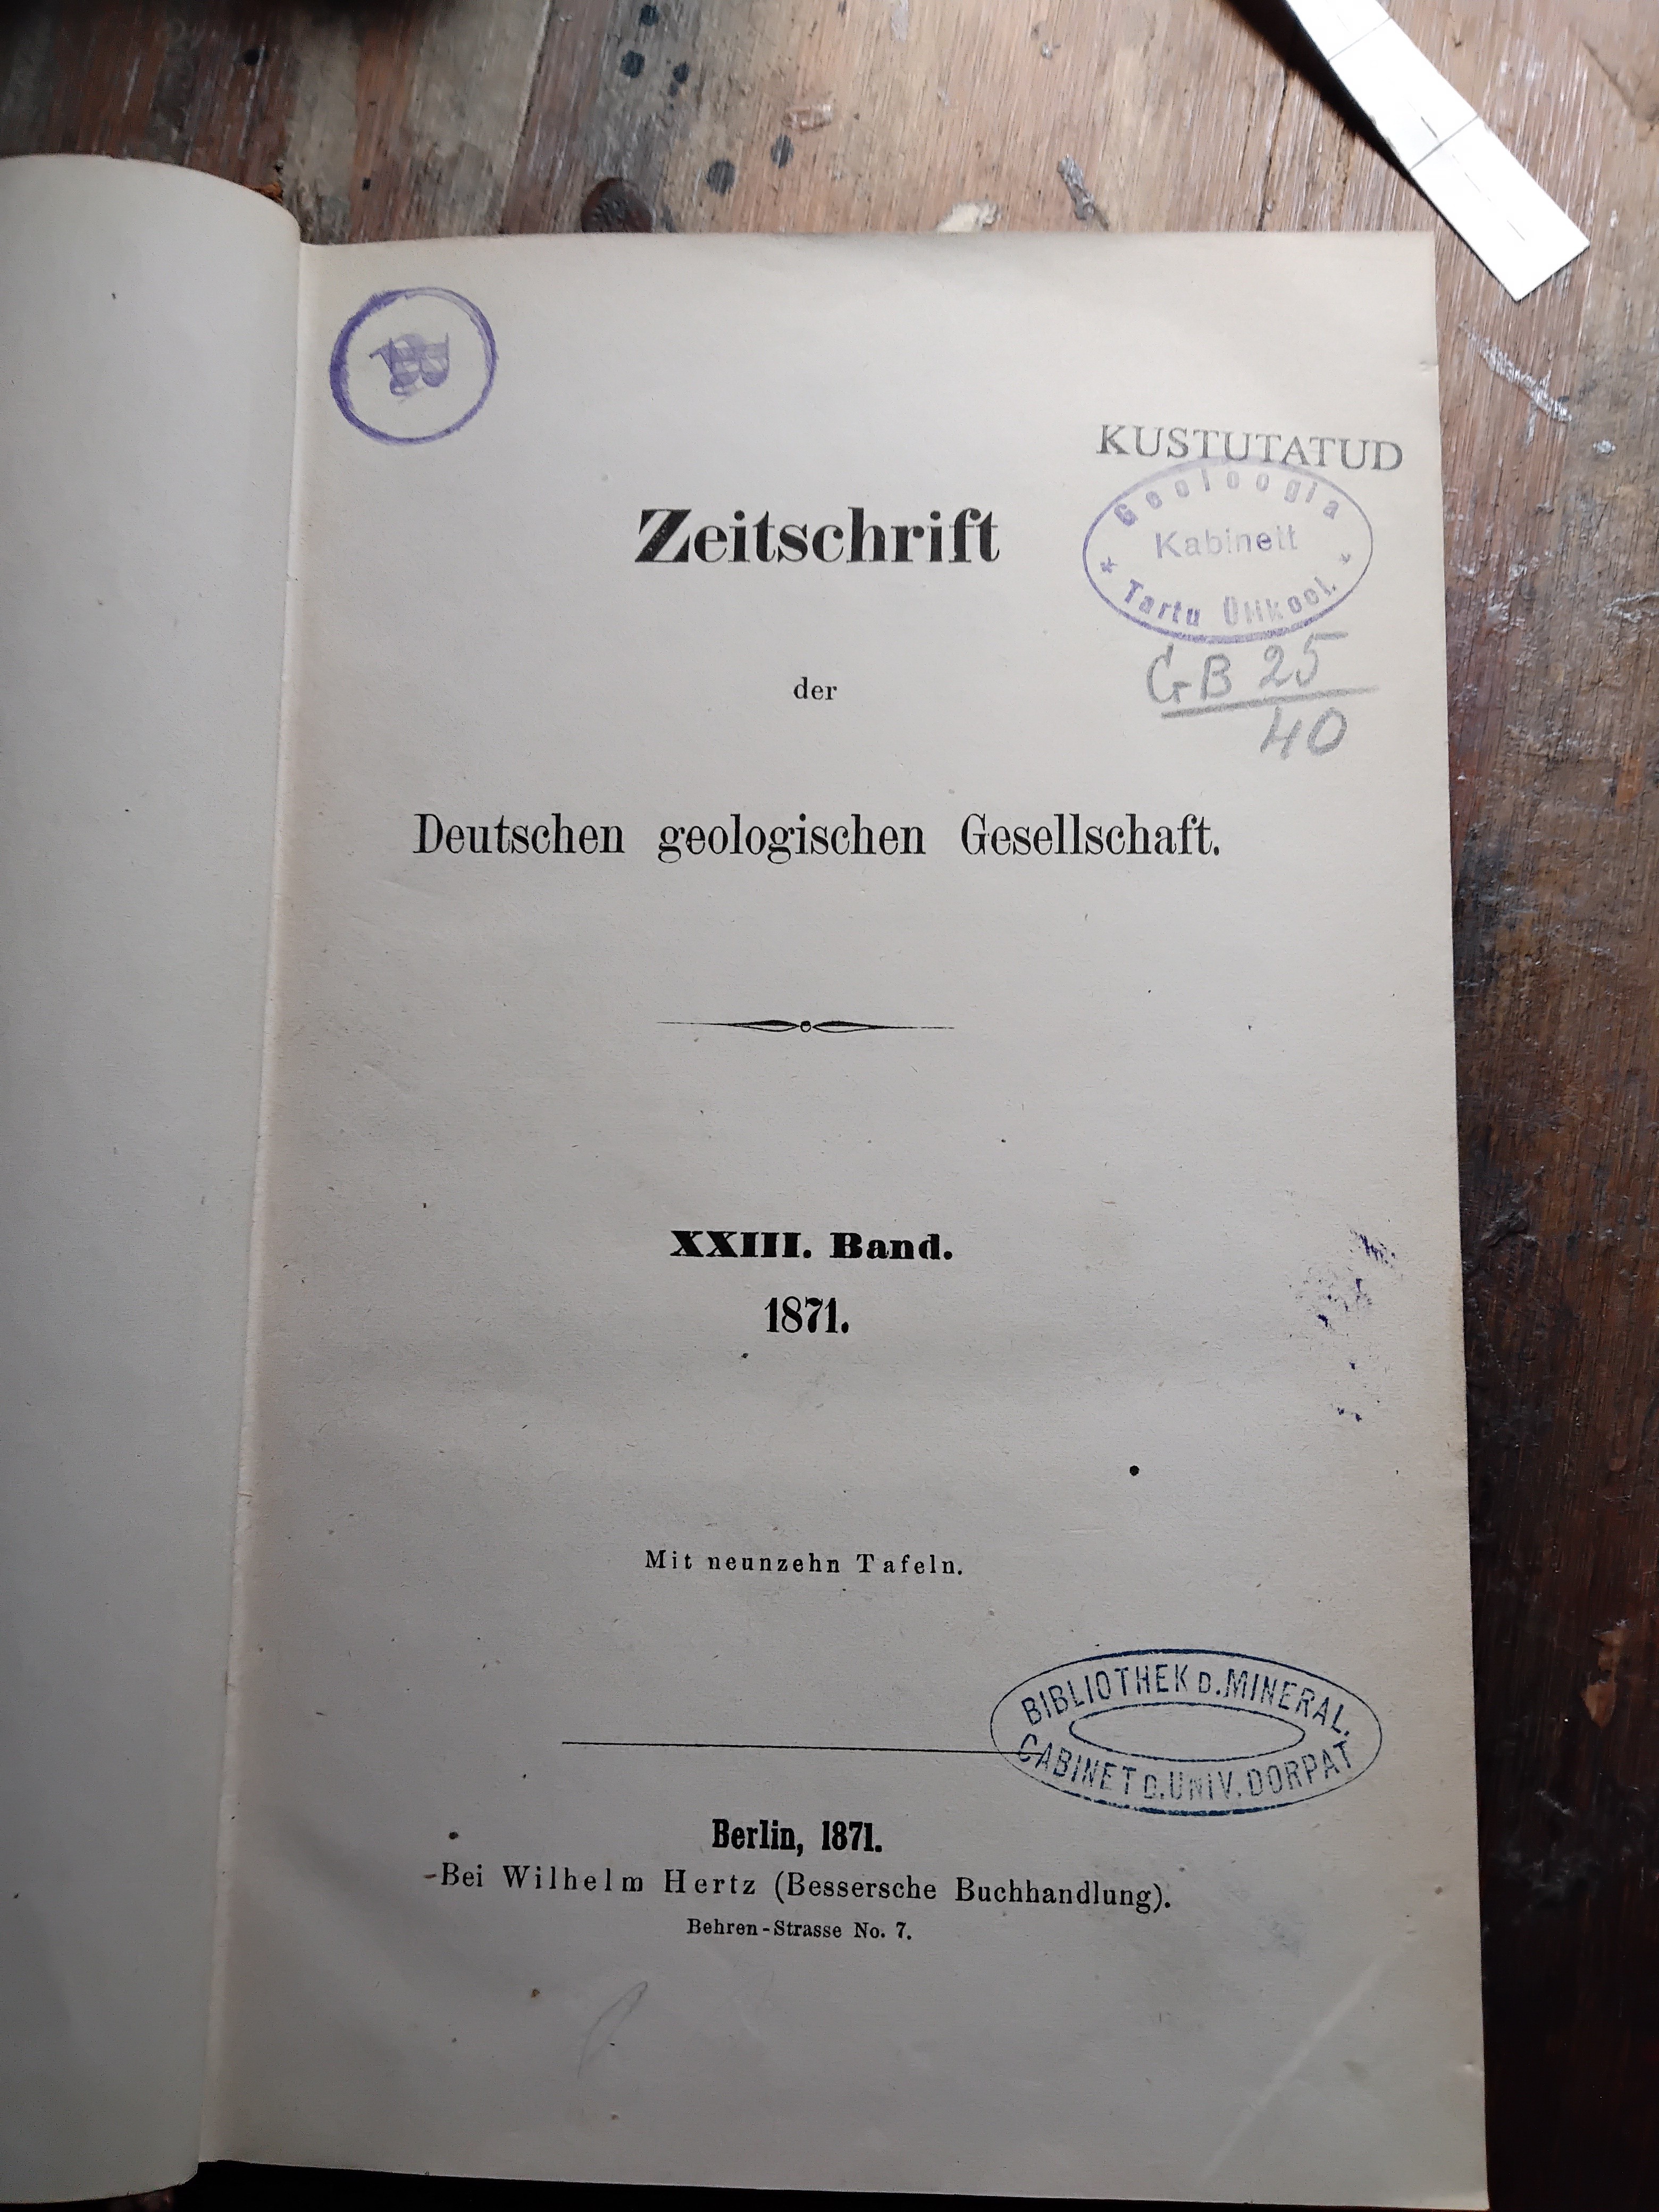 KUSTUTATUD
Geoloogia
Kabinett
Tartu Ülikool.
GB 25
40
Zeitschrift
der
Deutschen geologischen Gesellschaft.
XXIII. Band.
1871.
Mit neunzehn Tafeln.
BIBLIOTHEK D. MINERAL.
CABINET D. UNIV. DORPAT
Berlin, 1871.
Bei Wilhelm Hertz (Bessersche Buchhandlung).
Behren-Strasse No. 7.